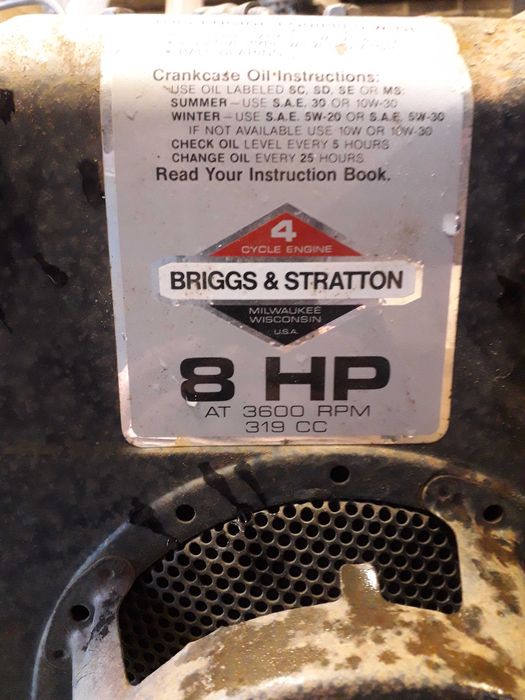 Crankcase Oil Instructions:
USE OIL LABELED SC, SD, SE OR MS:
SUMMER – USE S.A.E. 30 OR 10W-30
WINTER – USE S.A.E. 5W-20 OR S.A.E. 5W-30
IF NOT AVAILABLE USE 10W OR 10W-30
CHECK OIL LEVEL EVERY 5 HOURS
CHANGE OIL EVERY 25 HOURS
Read Your Instruction Book.
4
CYCLE ENGINE
BRIGGS & STRATTON
MILWAUKEE
WISCONSIN
U.S.A.
8 HP
AT 3600 RPM
319 CC